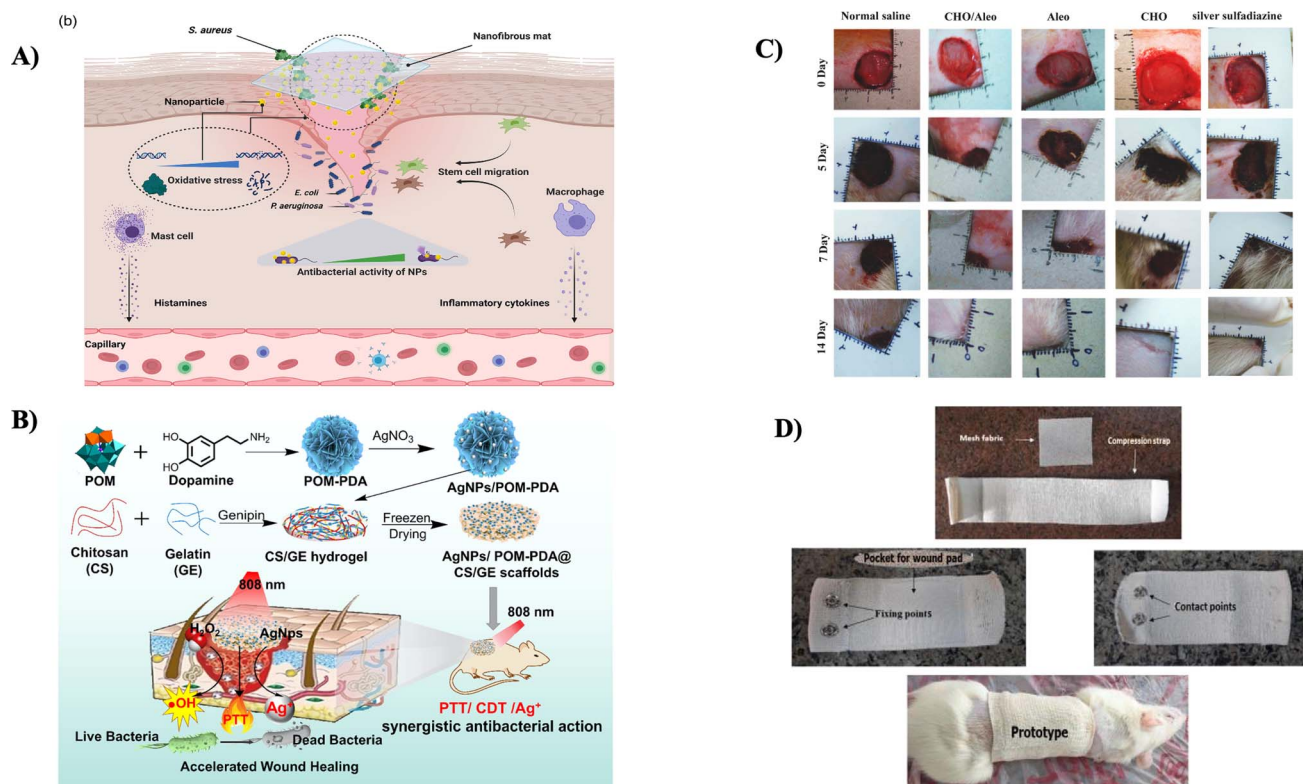 (b)
A)
S. aureus
Nanofibrous mat
Nanoparticle
Oxidative stress
Stem cell migration
E. coli
P. aeruginosa
Macrophage
Mast cell
Antibacterial activity of NPs
Histamines
Inflammatory cytokines
Capillary
B)
POM
+
Dopamine
HO
HO
NH₂
POM-PDA
AgNO₃
AgNPs/POM-PDA
Chitosan
(CS)
+
Gelatin
(GE)
Genipin
CS/GE hydrogel
Freezen
Drying
AgNPs/ POM-PDA@
CS/GE scaffolds
808 nm
808 nm
H₂O₂
AgNps
•OH
PTT
Ag⁺
PTT/ CDT /Ag⁺
synergistic antibacterial action
Live Bacteria
Dead Bacteria
Accelerated Wound Healing
C)
Normal saline
CHO/Aleo
Aleo
CHO
silver sulfadiazine
0 Day
5 Day
7 Day
14 Day
D)
Mesh fabric
Compression strap
Pocket for wound pad
Fixing points
Contact points
Prototype